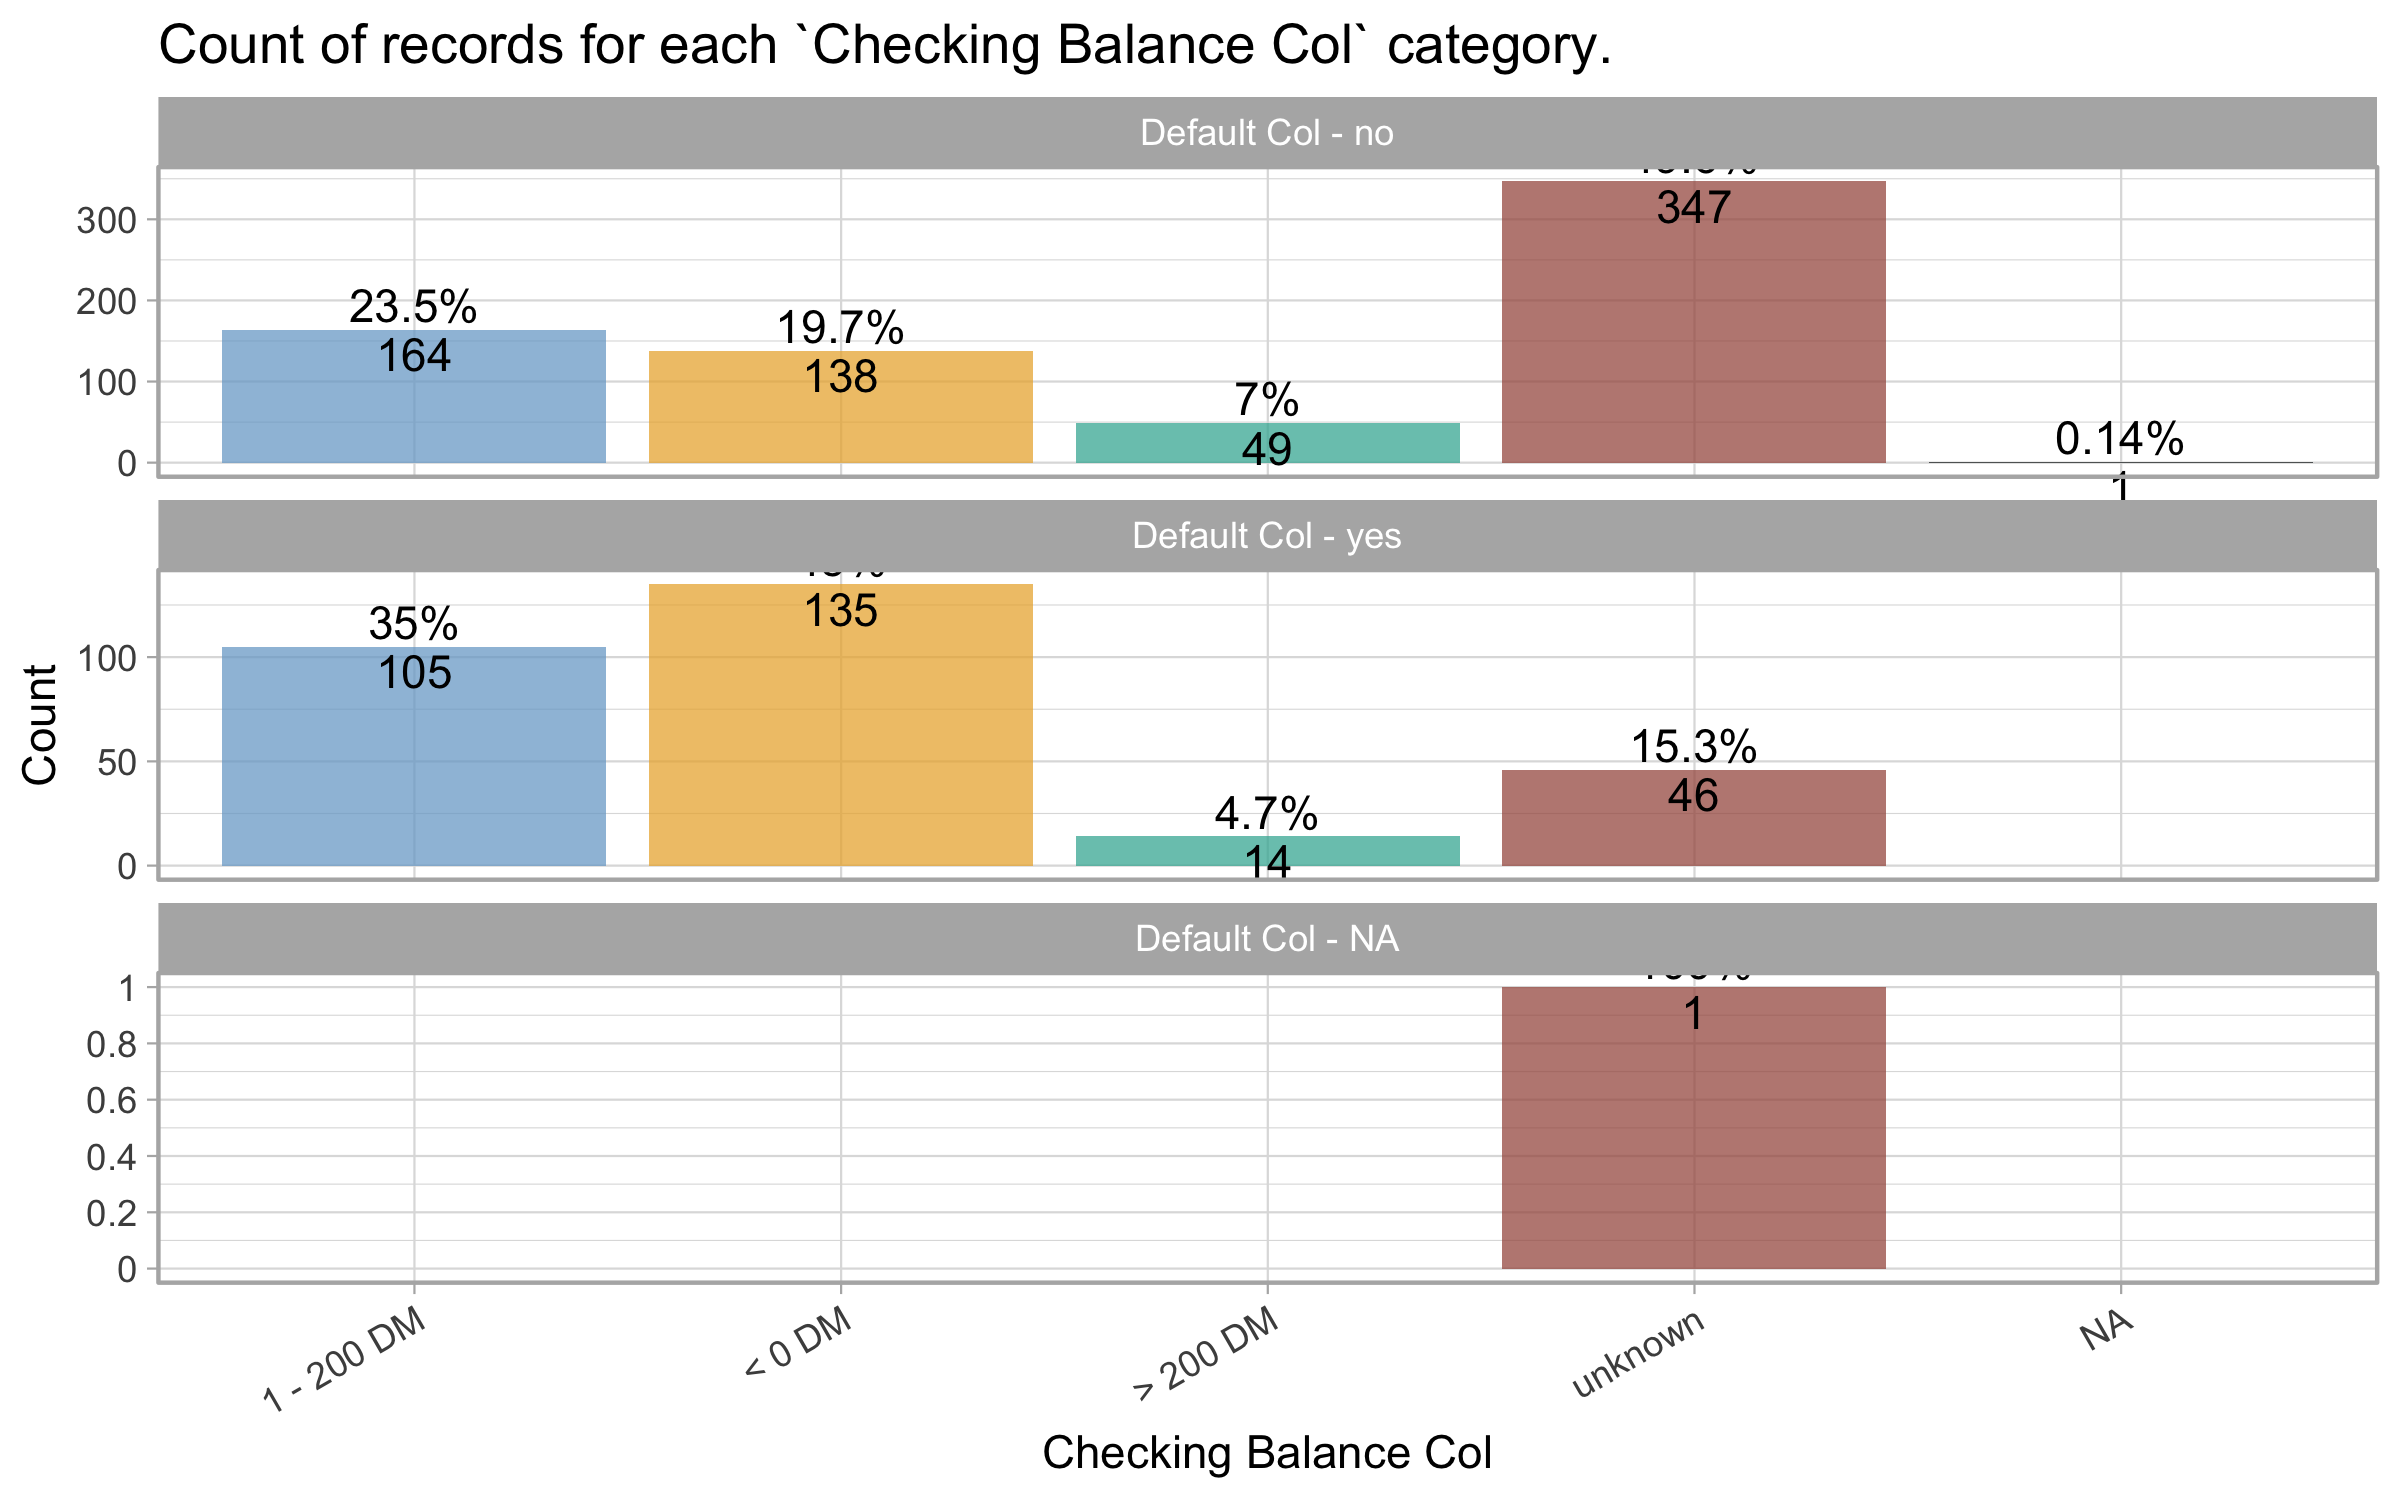 Count of records for each `Checking Balance Col` category.
Default Col - no
300
200
100
0
23.5%
164
19.7%
138
7%
49
347
0.14%
1
Default Col - yes
Count
100
50
0
35%
105
135
4.7%
14
15.3%
46
Default Col - NA
1
0.8
0.6
0.4
0.2
0
1
1 - 200 DM
< 0 DM
> 200 DM
unknown
NA
Checking Balance Col